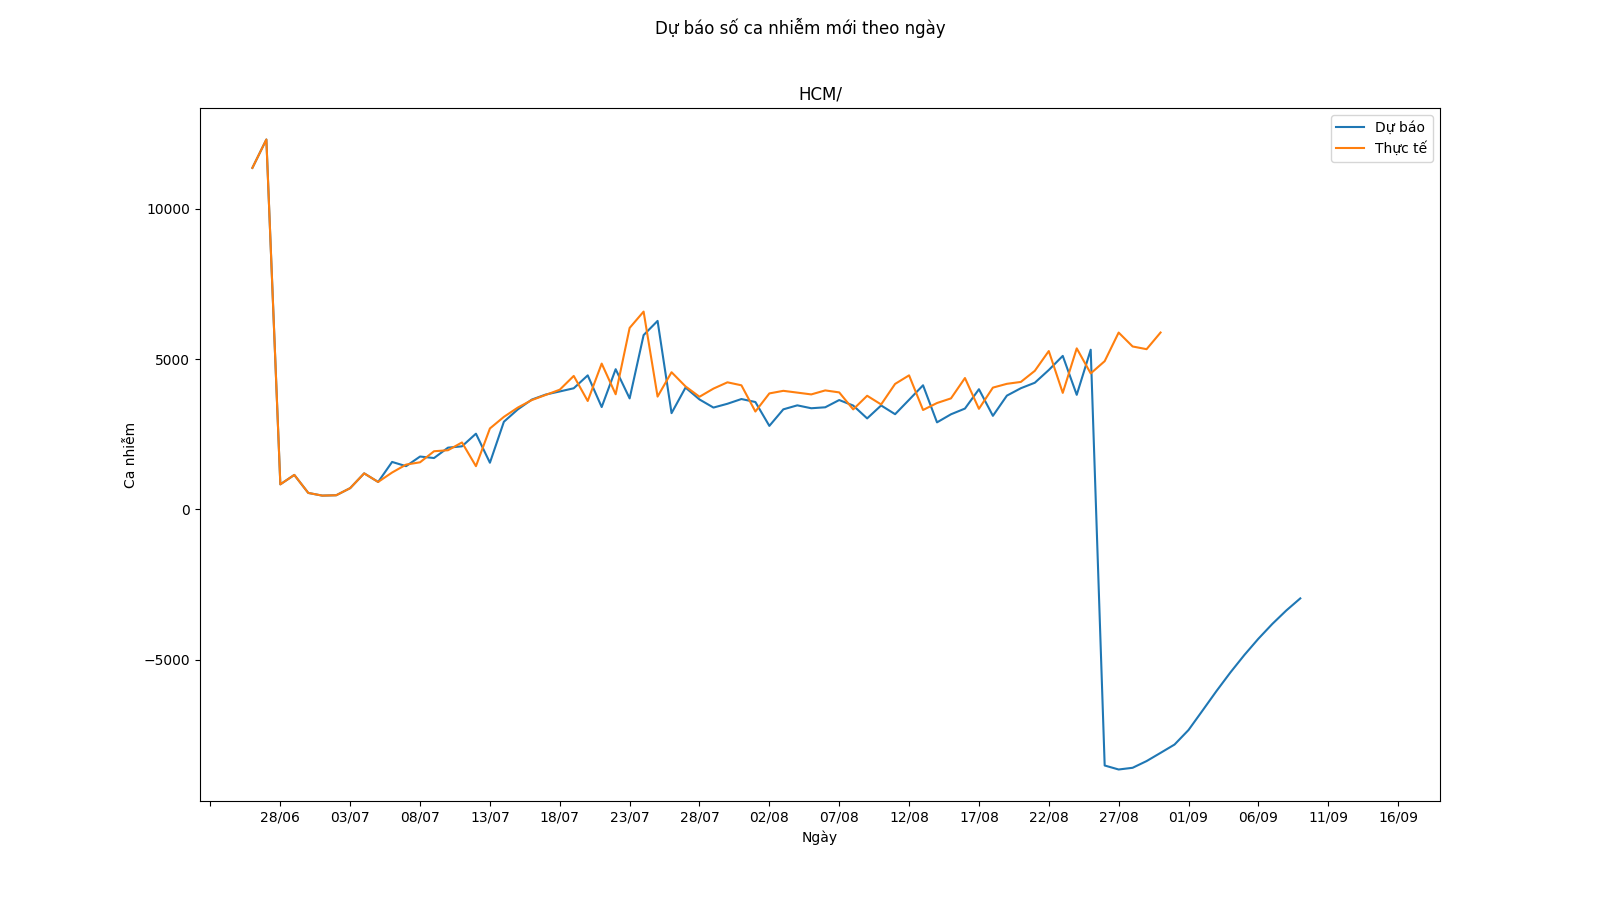 Dự báo số ca nhiễm mới theo ngày
HCM/
Dự báo
Thực tế
10000
5000
0
−5000
Ca nhiễm
28/06 03/07 08/07 13/07 18/07 23/07 28/07 02/08 07/08 12/08 17/08 22/08 27/08 01/09 06/09 11/09 16/09
Ngày